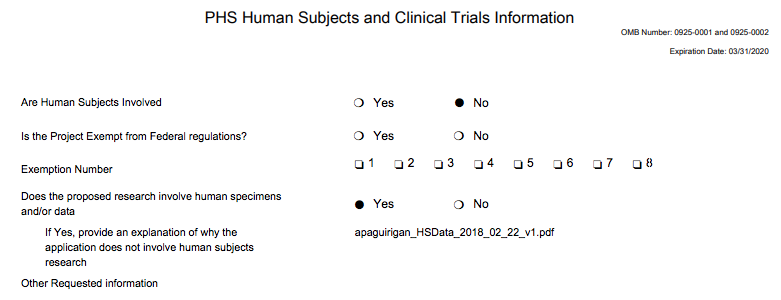 PHS Human Subjects and Clinical Trials Information
OMB Number: 0925-0001 and 0925-0002
Expiration Date: 03/31/2020
Are Human Subjects Involved Yes No
Is the Project Exempt from Federal regulations? Yes No
Exemption Number 1 2 3 4 5 6 7 8
Does the proposed research involve human specimens
and/or data Yes No
If Yes, provide an explanation of why the apaguirigan_HSData_2018_02_22_v1.pdf
application does not involve human subjects
research
Other Requested information